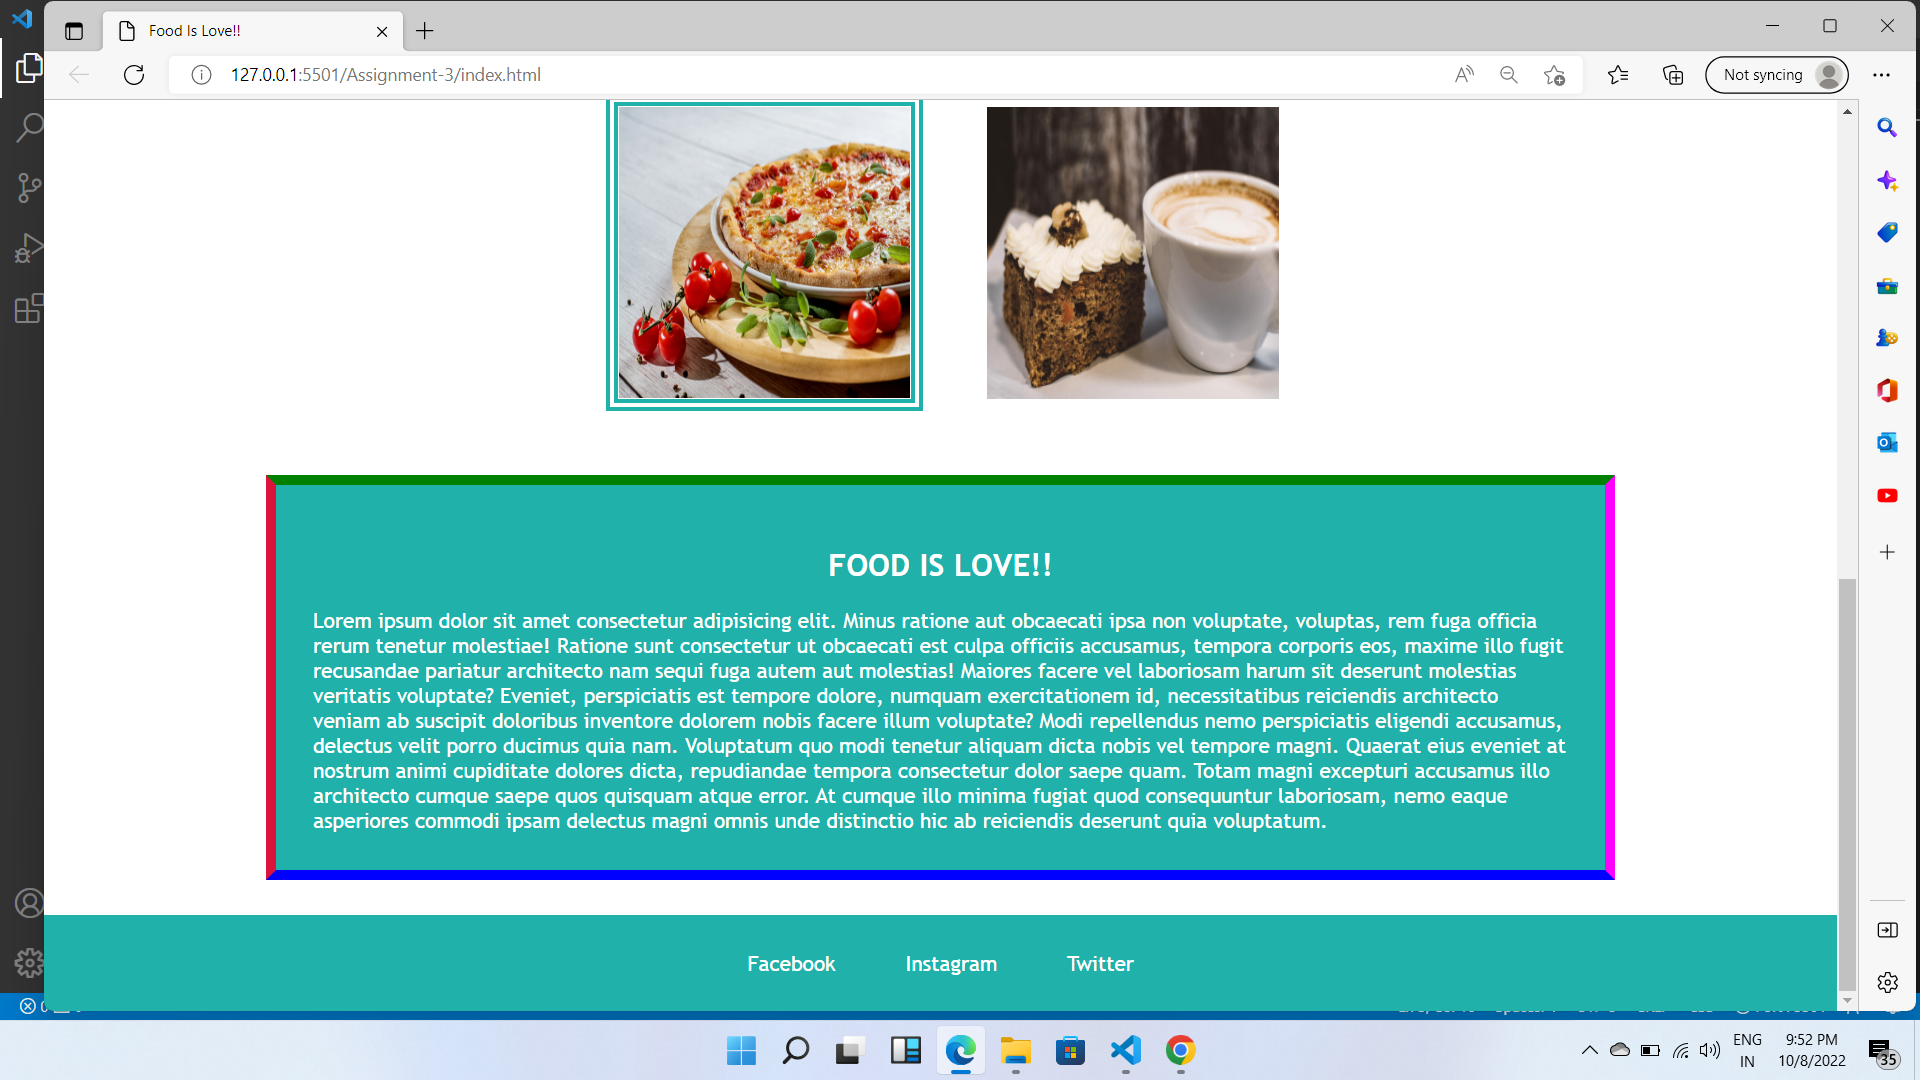 Food Is Love!!
127.0.0.1:5501/Assignment-3/index.html
Not syncing
FOOD IS LOVE!!
Lorem ipsum dolor sit amet consectetur adipisicing elit. Minus ratione aut obcaecati ipsa non voluptate, voluptas, rem fuga officia
rerum tenetur molestiae! Ratione sunt consectetur ut obcaecati est culpa officiis accusamus, tempora corporis eos, maxime illo fugit
recusandae pariatur architecto nam sequi fuga autem aut molestias! Maiores facere vel laboriosam harum sit deserunt molestias
veritatis voluptate? Eveniet, perspiciatis est tempore dolore, numquam exercitationem id, necessitatibus reiciendis architecto
veniam ab suscipit doloribus inventore dolorem nobis facere illum voluptate? Modi repellendus nemo perspiciatis eligendi accusamus,
delectus velit porro ducimus quia nam. Voluptatum quo modi tenetur aliquam dicta nobis vel tempore magni. Quaerat eius eveniet at
nostrum animi cupiditate dolores dicta, repudiandae tempora consectetur dolor saepe quam. Totam magni excepturi accusamus illo
architecto cumque saepe quos quisquam atque error. At cumque illo minima fugiat quod consequuntur laboriosam, nemo eaque
asperiores commodi ipsam delectus magni omnis unde distinctio hic ab reiciendis deserunt quia voluptatum.
Facebook Instagram Twitter
ENG 9:52 PM
IN 10/8/2022
35